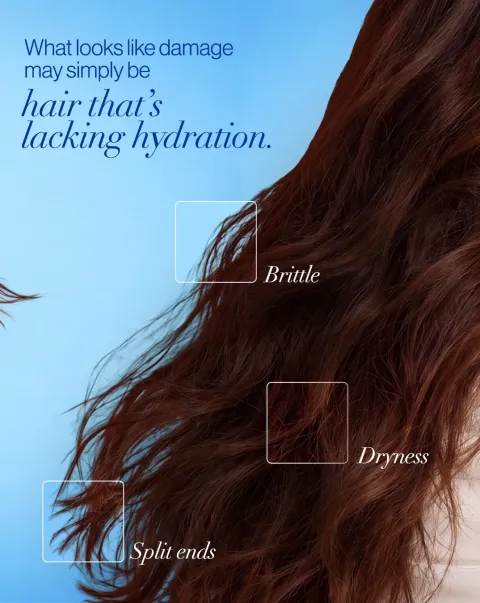 What looks like damage
may simply be
hair that's
lacking hydration.
Brittle
Dryness
Split ends